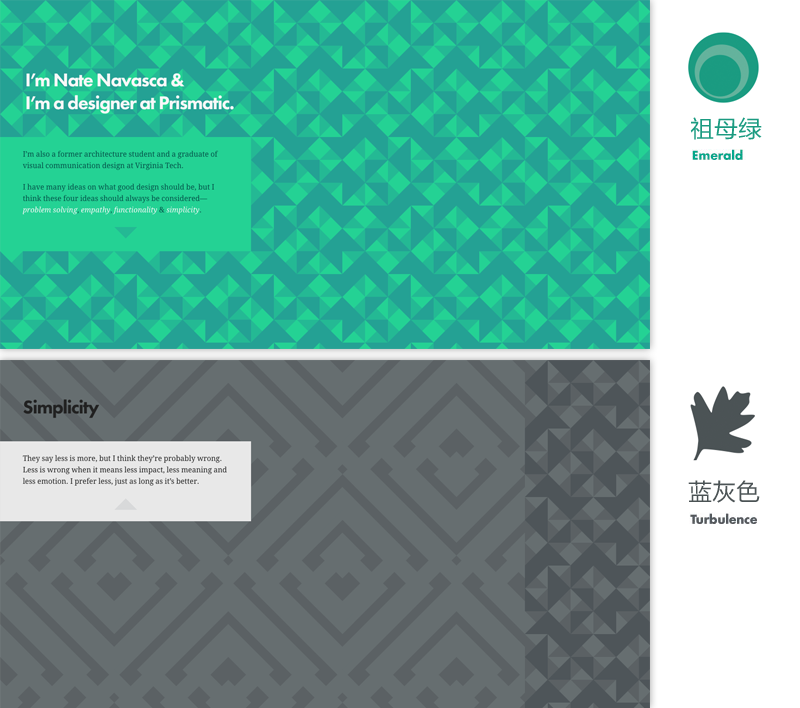 I'm Nate Navasca &
I'm a designer at Prismatic.
I'm also a former architecture student and a graduate of
visual communication design at Virginia Tech.
I have many ideas on what good design should be, but I
think these four ideas should always be considered—
problem solving, empathy, functionality & simplicity.
祖母绿
Emerald
Simplicity
They say less is more, but I think they're probably wrong.
Less is wrong when it means less impact, less meaning and
less emotion. I prefer less, just as long as it's better.
蓝灰色
Turbulence